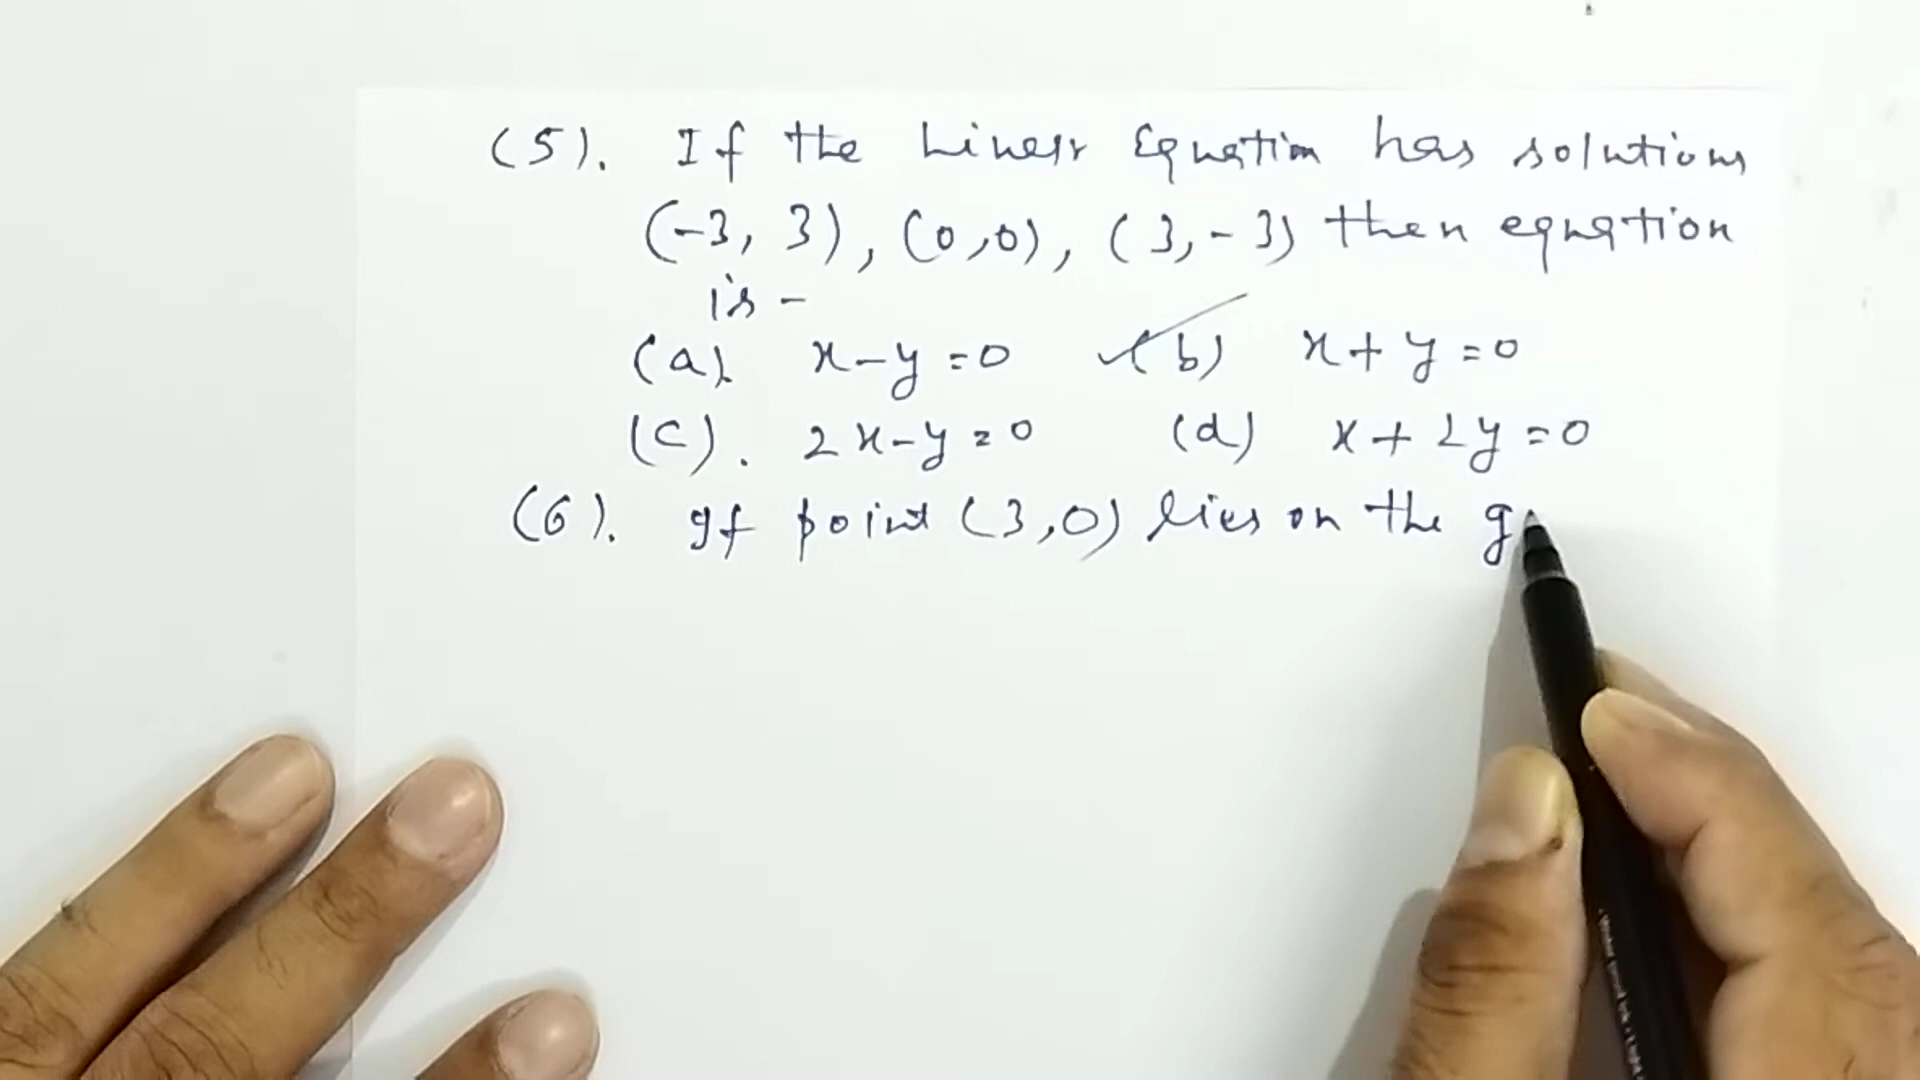 (5). If the Linear Equation has solutions
(-3, 3), (0,0), (3,-3) then equation
is -
(a). x-y=0 (b) x+y=0
(c). 2x-y=0 (d) x+2y=0
(6). If point (3,0) lies on the g